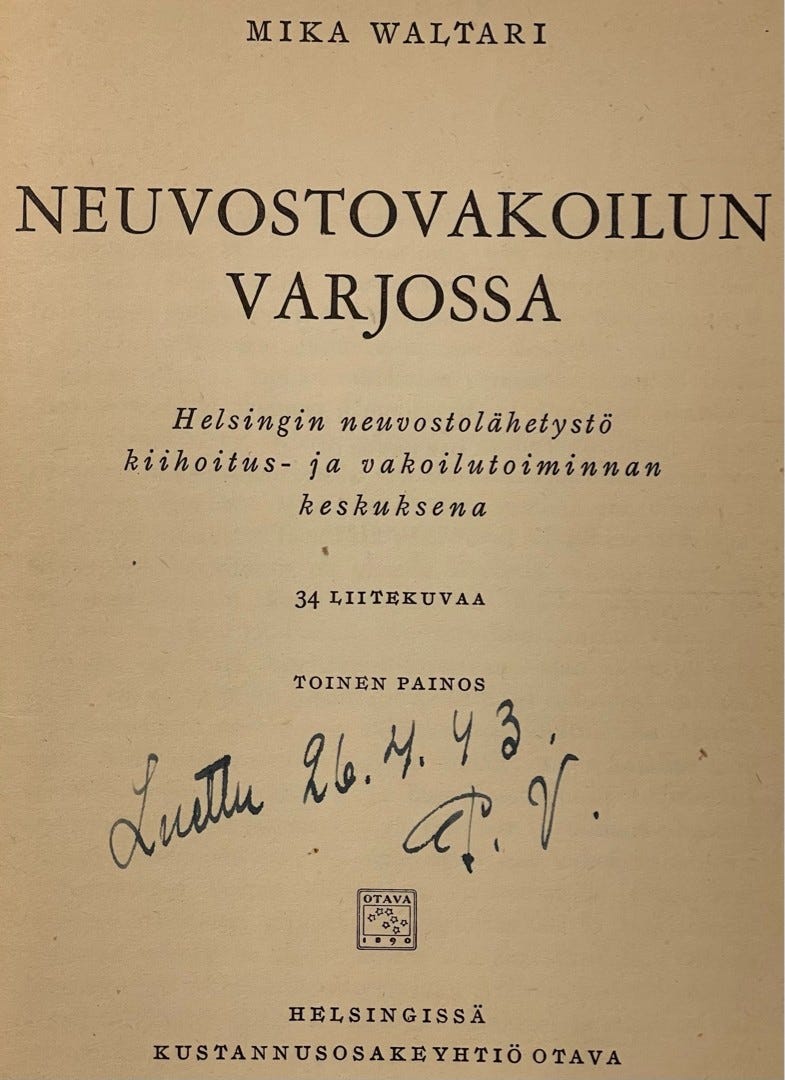 MIKA WALTARI
NEUVOSTOVAKOILUN
VARJOSSA
Helsingin neuvostolähetystö
kiihoitus- ja vakoilutoiminnan
keskuksena
34 LIITEKUVAA
TOINEN PAINOS
Luettu 26.4.43.
P. V.
OTAVA
1890
HELSINGISSÄ
KUSTANNUSOSAKEYHTIÖ OTAVA